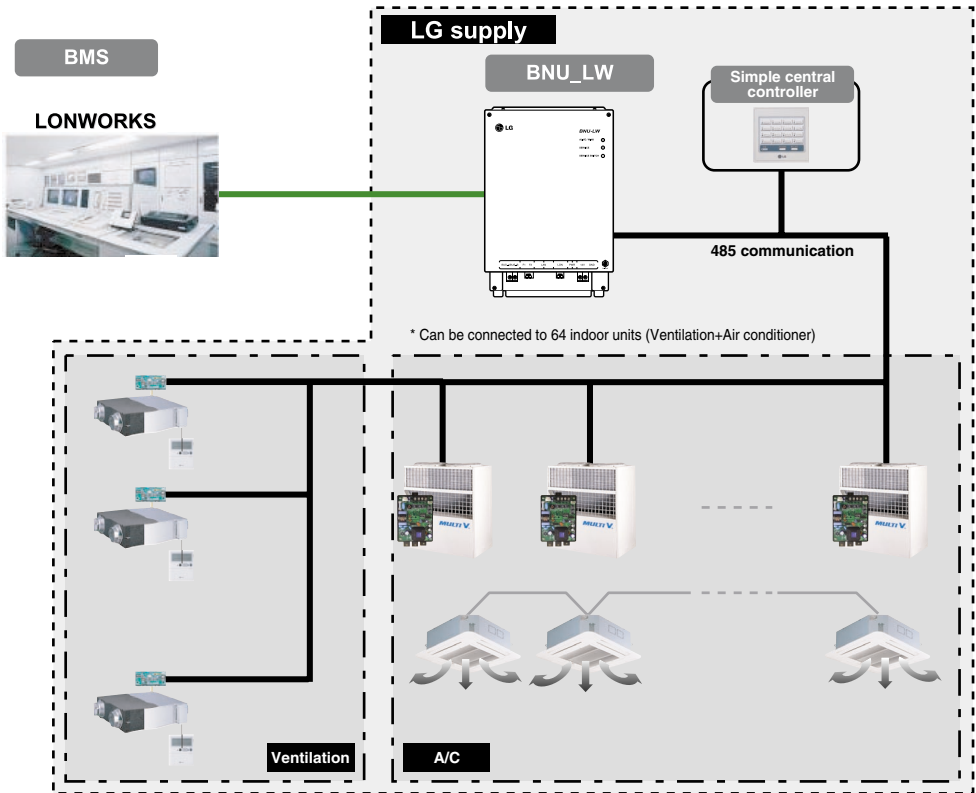 LG supply
BMS
BNU_LW
Simple central
controller
LONWORKS
LG
BNU-LW
485 communication
* Can be connected to 64 indoor units (Ventilation+Air conditioner)
MULTI V
MULTI V
MULTI V
Ventilation
A/C